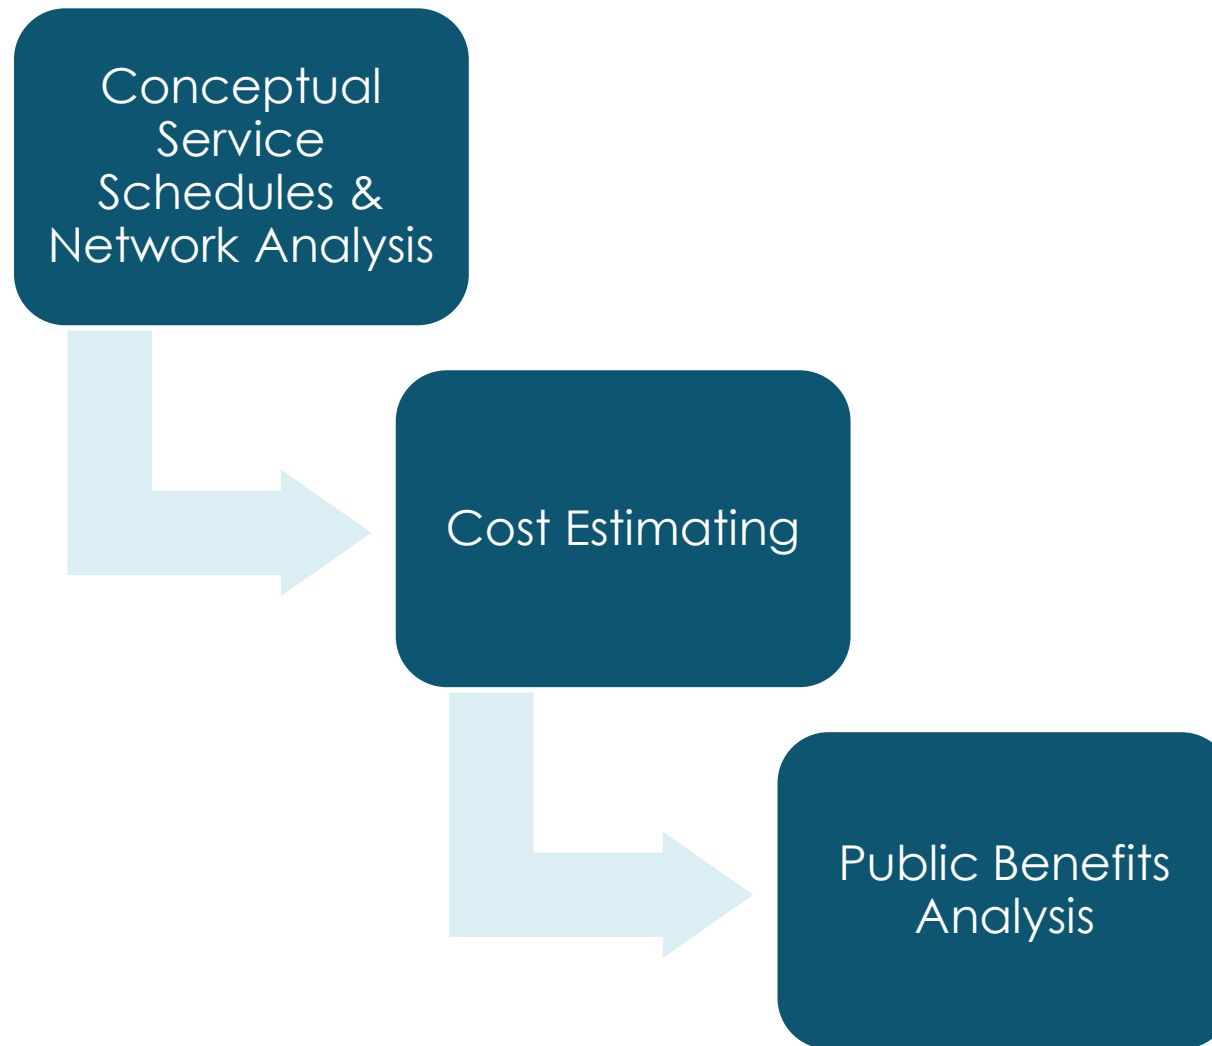 Conceptual
Service
Schedules &
Network Analysis
Cost Estimating
Public Benefits
Analysis